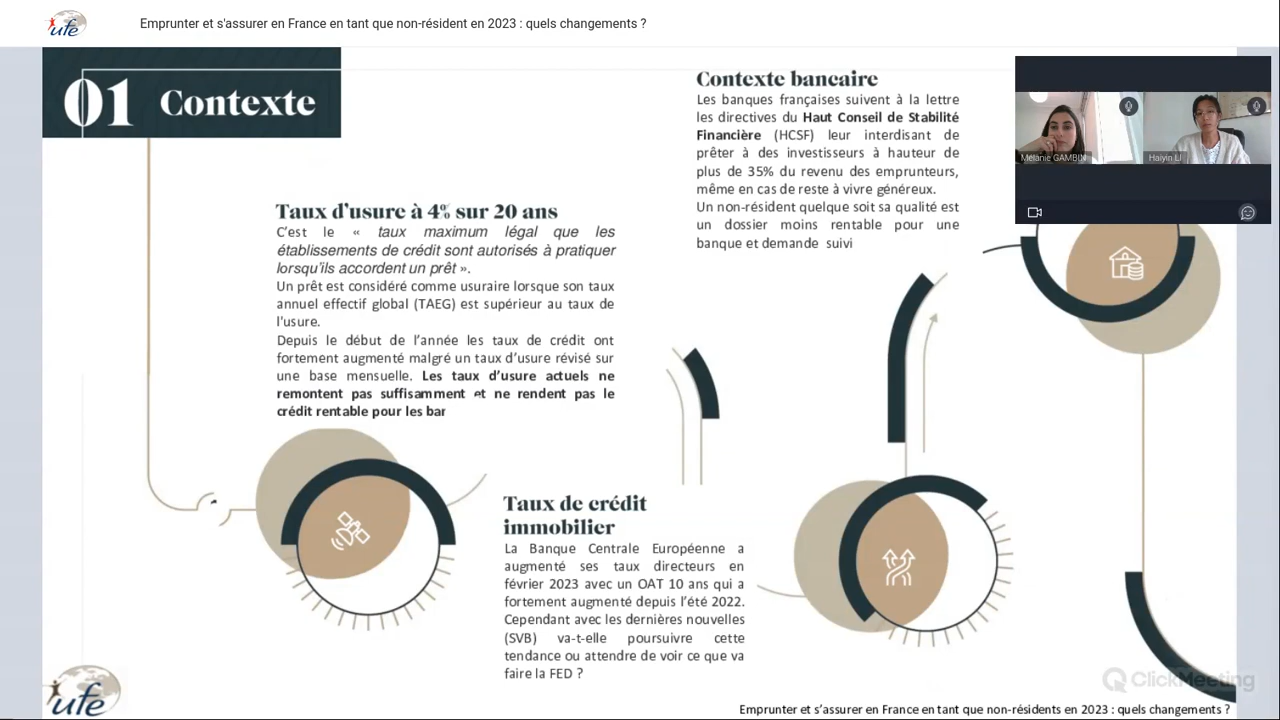 ufe
Emprunter et s'assurer en France en tant que non-résident en 2023 : quels changements ?
01 Contexte
Taux d'usure à 4% sur 20 ans
C'est le « taux maximum légal que les
établissements de crédit sont autorisés à pratiquer
lorsqu'ils accordent un prêt ».
Un prêt est considéré comme usuraire lorsque son taux
annuel effectif global (TAEG) est supérieur au taux de
l'usure.
Depuis le début de l'année les taux de crédit ont
fortement augmenté malgré un taux d'usure révisé sur
une base mensuelle. Les taux d'usure actuels ne
remontent pas suffisamment et ne rendent pas le
crédit rentable pour les
Taux de crédit
immobilier
La Banque Centrale Européenne a
augmenté ses taux directeurs en
février 2023 avec un OAT 10 ans qui a
fortement augmenté depuis l'été 2022.
Cependant avec les dernières nouvelles
(SVB) va-t-elle poursuivre cette
tendance ou attendre de voir ce que va
faire la FED ?
Contexte bancaire
Les banques françaises suivent à la lettre
les directives du Haut Conseil de Stabilité
Financière (HCSF) leur interdisant de
prêter à des investisseurs à hauteur de
plus de 35% du revenu des emprunteurs,
même en cas de reste à vivre généreux.
Un non-résident quelque soit sa qualité est
un dossier moins rentable pour une
banque et demande suivi
Mélanie GAMBIN
Haiyin LI
ufe
ClickMeeting
Emprunter et s'assurer en France en tant que non-résidents en 2023 : quels changements ?